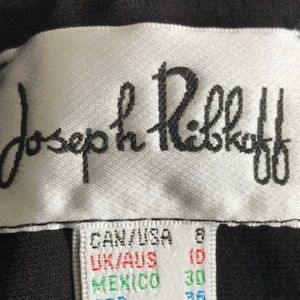 Joseph Ribkoff
CAN/USA 8
UK/AUS 10
MEXICO 30